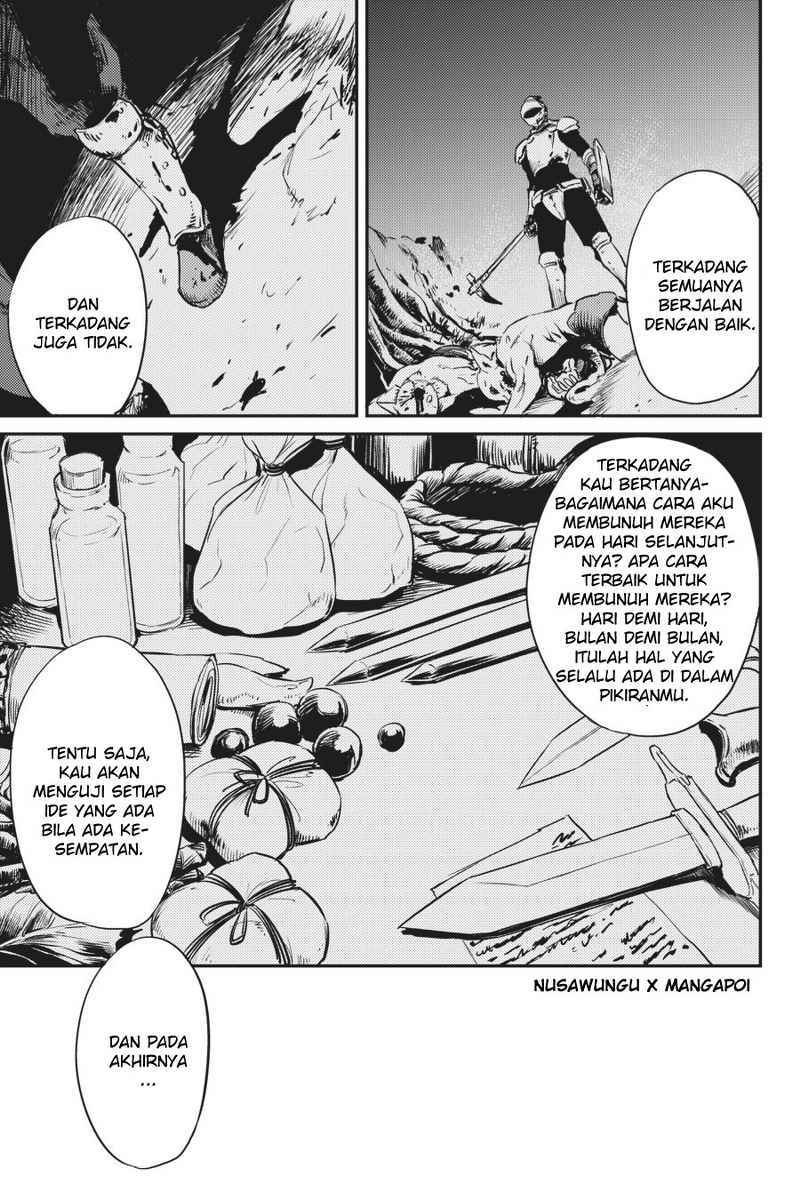 TERKADANG
SEMUANYA
BERJALAN
DENGAN BAIK.
DAN
TERKADANG
JUGA TIDAK.
TERKADANG
KAU BERTANYA-
BAGAIMANA CARA AKU
MEMBUNUH MEREKA
PADA HARI SELANJUT-
NYA? APA CARA
TERBAIK UNTUK
MEMBUNUH MEREKA?
HARI DEMI HARI,
BULAN DEMI BULAN,
ITULAH HAL YANG
SELALU ADA DI DALAM
PIKIRANMU.
TENTU SAJA,
KAU AKAN
MENGUJI SETIAP
IDE YANG ADA
BILA ADA KE-
SEMPATAN.
NUSAWUNGU X MANGAPOI
DAN PADA
AKHIRNYA
...